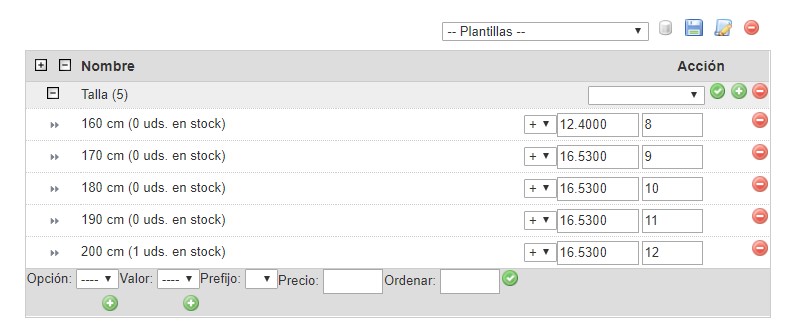 -- Plantillas --
Nombre Acción
Talla (5)
160 cm (0 uds. en stock) + 12.4000 8
170 cm (0 uds. en stock) + 16.5300 9
180 cm (0 uds. en stock) + 16.5300 10
190 cm (0 uds. en stock) + 16.5300 11
200 cm (1 uds. en stock) + 16.5300 12
Opción: ---- Valor: ---- Prefijo: Precio: Ordenar: